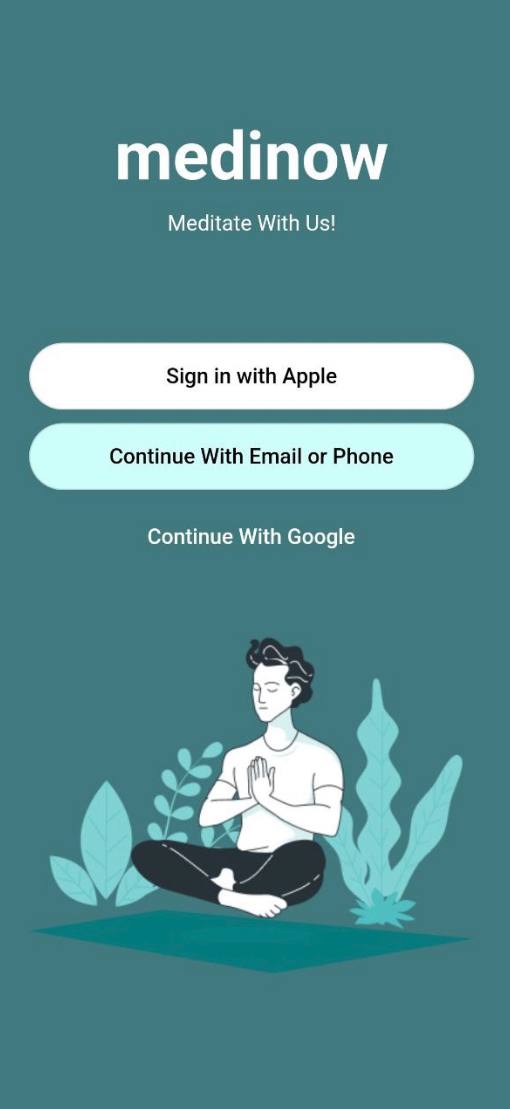 medinow
Meditate With Us!
Sign in with Apple
Continue With Email or Phone
Continue With Google